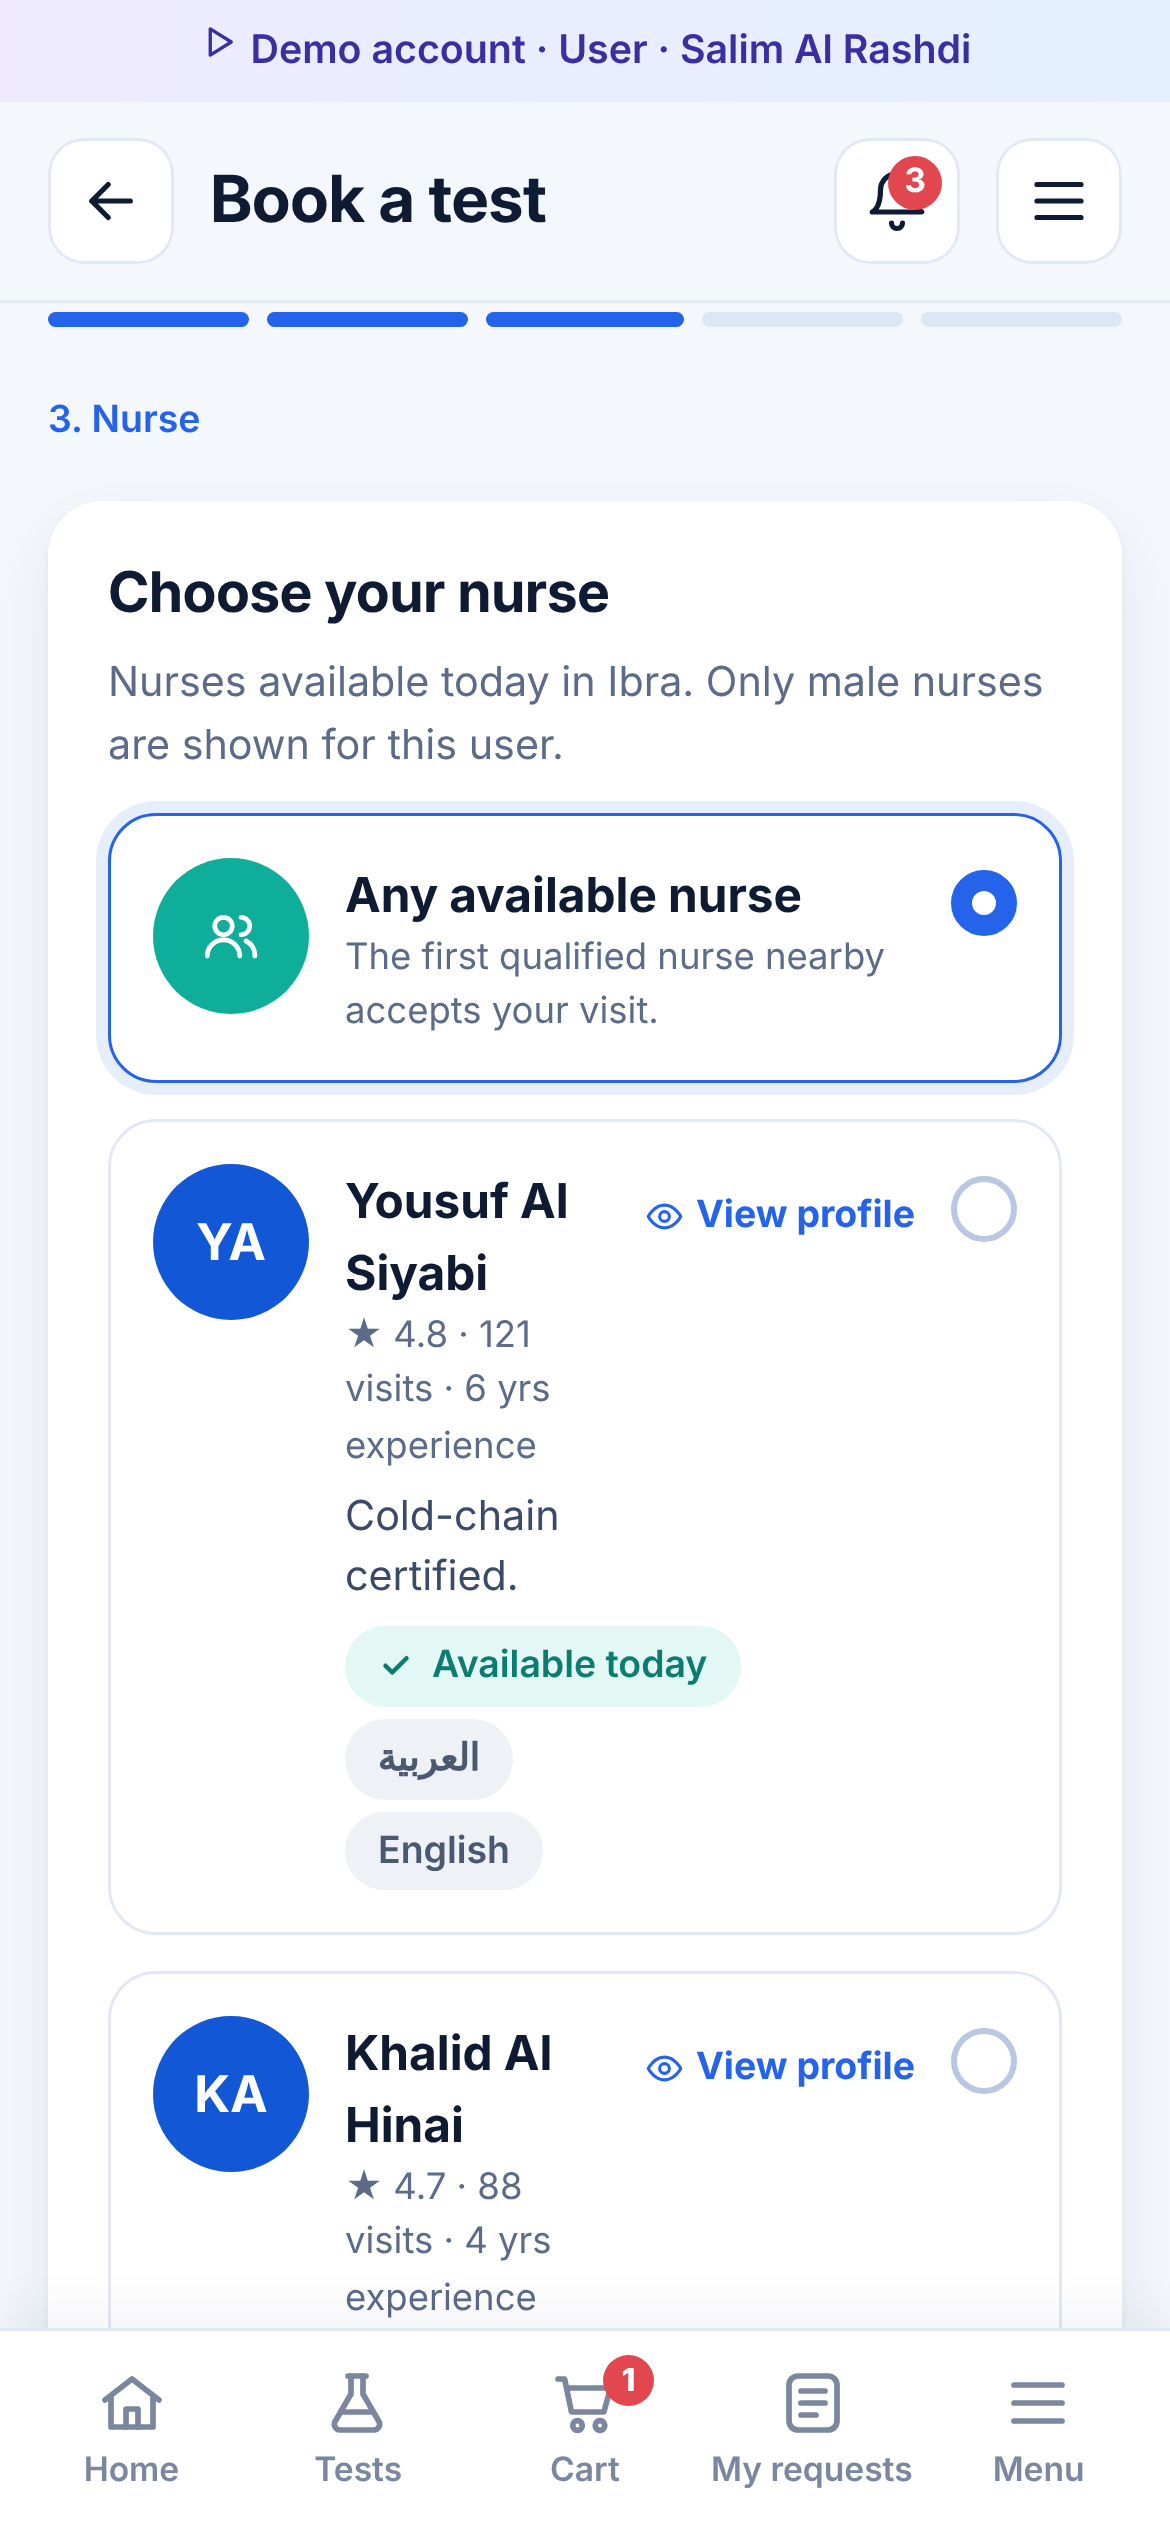 Demo account · User · Salim Al Rashdi
Book a test
3
3. Nurse
Choose your nurse
Nurses available today in Ibra. Only male nurses
are shown for this user.
Any available nurse
The first qualified nurse nearby
accepts your visit.
YA
Yousuf Al
Siyabi
View profile
★ 4.8 · 121
visits · 6 yrs
experience
Cold-chain
certified.
Available today
العربية
English
KA
Khalid Al
Hinai
View profile
★ 4.7 · 88
visits · 4 yrs
experience
1
Home
Tests
Cart
My requests
Menu